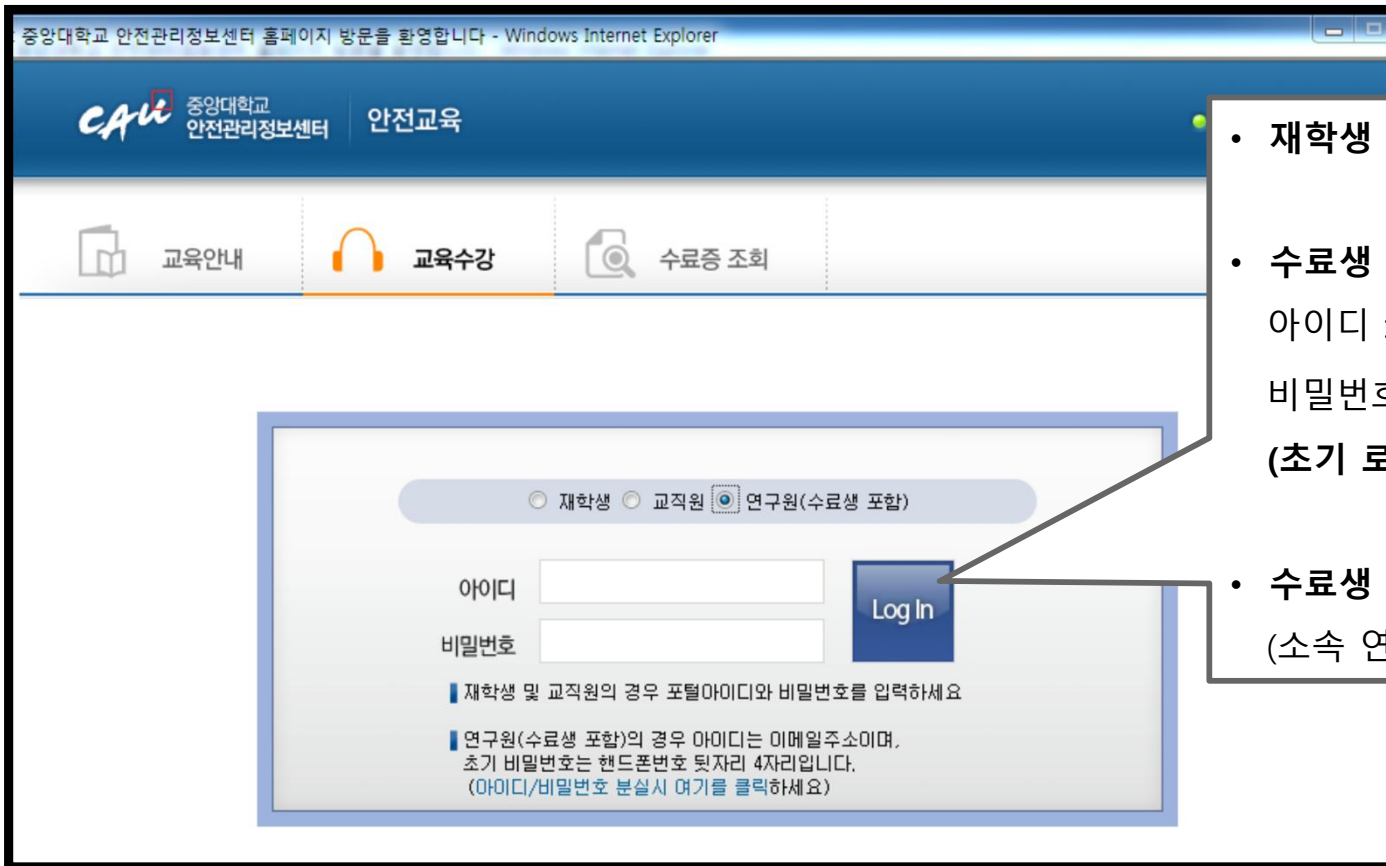 중앙대학교 안전관리정보센터 홈페이지 방문을 환영합니다 - Windows Internet Explorer
CAU 중앙대학교 안전관리정보센터 안전교육
교육안내 교육수강 수료증 조회
재학생 교직원 연구원(수료생 포함)
아이디
비밀번호
Log In
재학생 및 교직원의 경우 포털아이디와 비밀번호를 입력하세요
연구원(수료생 포함)의 경우 아이디는 이메일주소이며,
초기 비밀번호는 핸드폰번호 뒷자리 4자리입니다.
(아이디/비밀번호 분실시 여기를 클릭하세요)
• 재학생
• 수료생
아이디
(초기
• 수료생
(소속